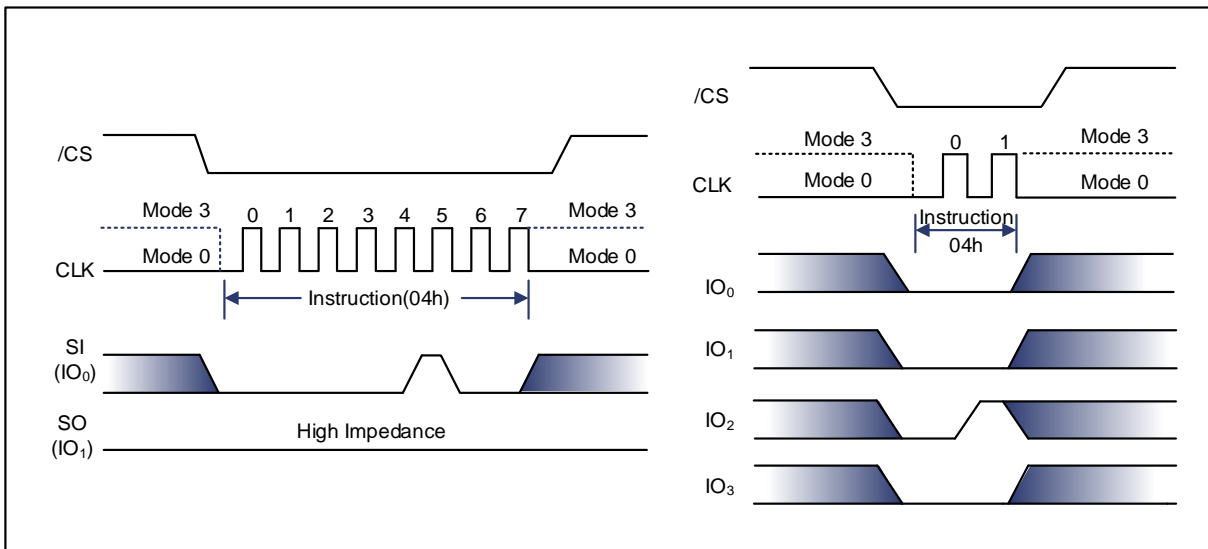 /CS
Mode 3 0 1 2 3 4 5 6 7 Mode 3
CLK Mode 0 Mode 0
Instruction(04h)
SI
(IO0)
SO
(IO1)
High Impedance
/CS
Mode 3 0 1 Mode 3
CLK Mode 0 Mode 0
Instruction
04h
IO0
IO1
IO2
IO3